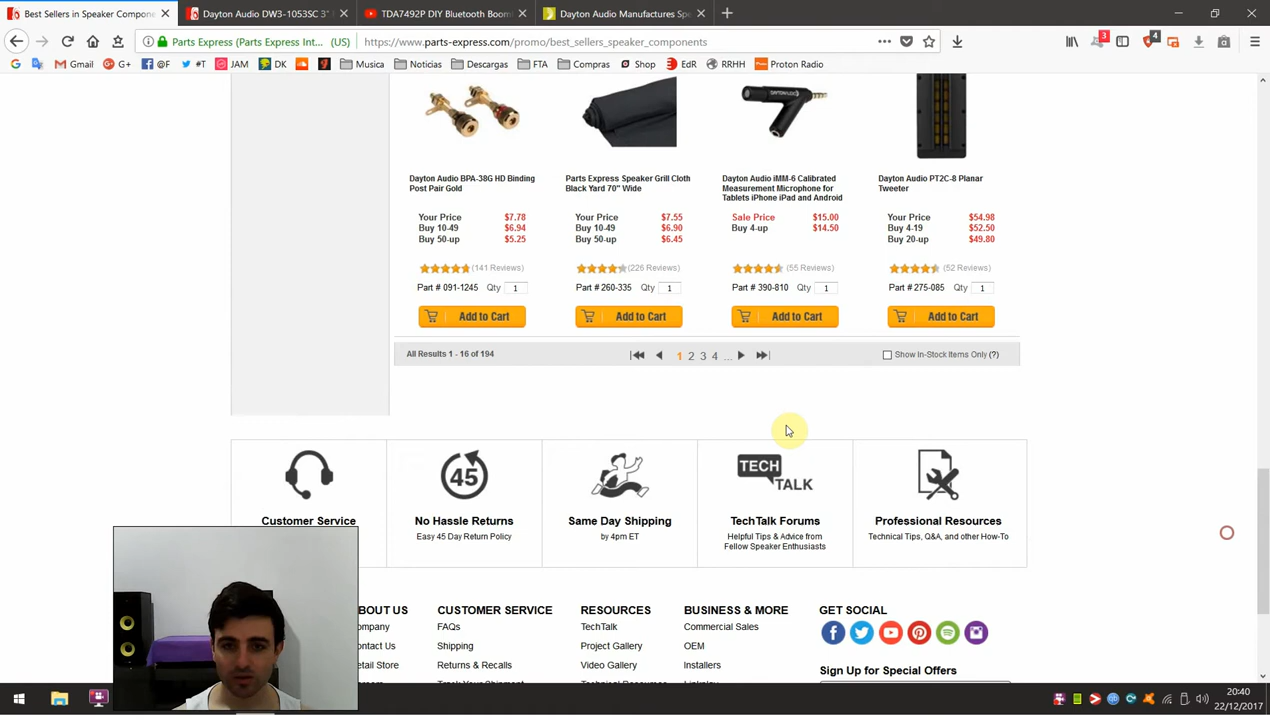 Best Sellers in Speaker Compone
Dayton Audio DW3-1053SC 3"
TDA7492P DIY Bluetooth Boom
Dayton Audio Manufactures Spe
Parts Express (Parts Express Int... (US)
https://www.parts-express.com/promo/best_sellers_speaker_components
3
4
Gmail
G+
@F
#T
JAM
DK
Musica
Noticias
Descargas
FTA
Compras
Shop
EdR
RRHH
Proton Radio
Dayton Audio BPA-38G HD Binding
Post Pair Gold
Your Price $7.78
Buy 10-49 $6.94
Buy 50-up $5.25
(141 Reviews)
Part # 091-1245 Qty 1
Add to Cart
Parts Express Speaker Grill Cloth
Black Yard 70" Wide
Your Price $7.55
Buy 10-49 $6.90
Buy 50-up $6.45
(226 Reviews)
Part # 260-335 Qty 1
Add to Cart
Dayton Audio iMM-6 Calibrated
Measurement Microphone for
Tablets iPhone iPad and Android
Sale Price $15.00
Buy 4-up $14.50
(55 Reviews)
Part # 390-810 Qty 1
Add to Cart
Dayton Audio PT2C-8 Planar
Tweeter
Your Price $54.98
Buy 4-19 $52.50
Buy 20-up $49.80
(52 Reviews)
Part # 275-085 Qty 1
Add to Cart
All Results 1 - 16 of 194
1 2 3 4 ...
Show In-Stock Items Only (?)
Customer Service
45
No Hassle Returns
Easy 45 Day Return Policy
Same Day Shipping
by 4pm ET
TECH
TALK
TechTalk Forums
Helpful Tips & Advice from
Fellow Speaker Enthusiasts
Professional Resources
Technical Tips, Q&A, and other How-To
BOUT US
ompany
ontact Us
etail Store
CUSTOMER SERVICE
FAQs
Shipping
Returns & Recalls
Track Your Shipment
RESOURCES
TechTalk
Project Gallery
Video Gallery
Technical Resources
BUSINESS & MORE
Commercial Sales
OEM
Installers
GET SOCIAL
Sign Up for Special Offers
20:40
22/12/2017